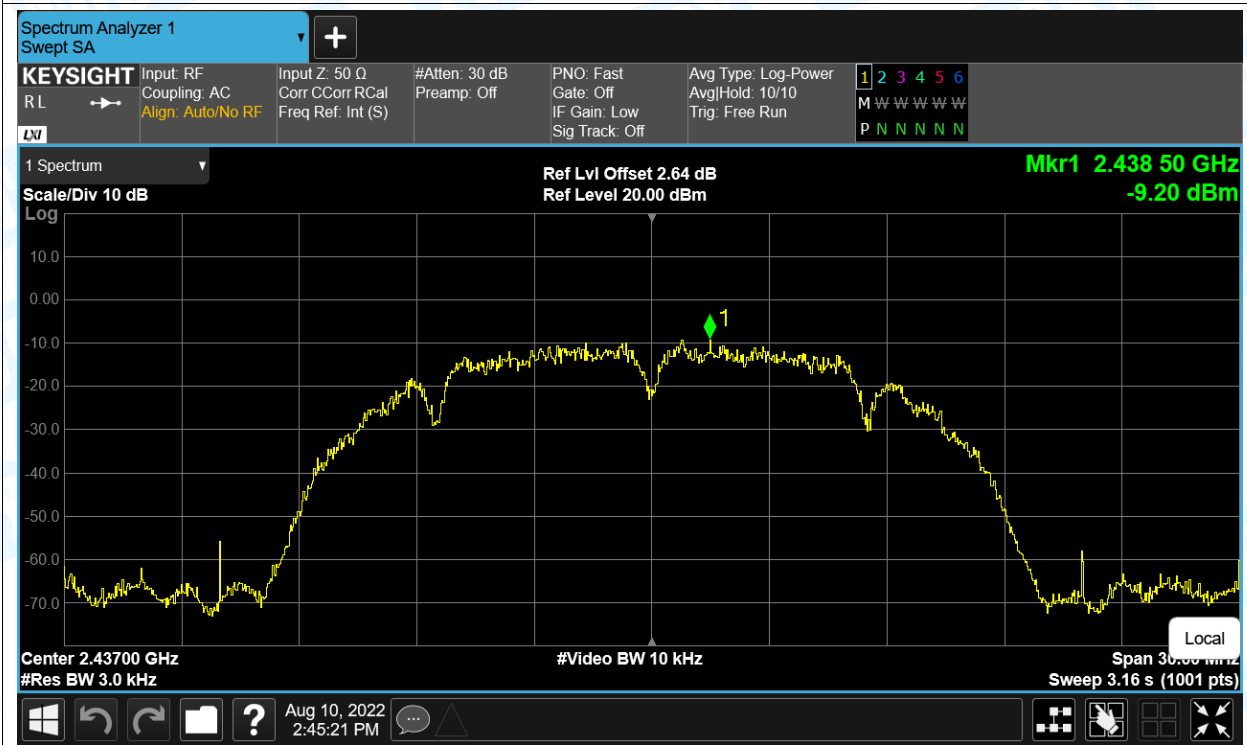 Spectrum Analyzer 1
Swept SA
+
KEYSIGHT
R L
LXI
Input: RF
Coupling: AC
Align: Auto/No RF
Input Z: 50 Ω
Corr CCorr RCal
Freq Ref: Int (S)
#Atten: 30 dB
Preamp: Off
PNO: Fast
Gate: Off
IF Gain: Low
Sig Track: Off
Avg Type: Log-Power
Avg|Hold: 10/10
Trig: Free Run
1 2 3 4 5 6
M W W W W W W
P N N N N N
1 Spectrum
Scale/Div 10 dB
Log
Ref Lvl Offset 2.64 dB
Ref Level 20.00 dBm
Mkr1 2.438 50 GHz
-9.20 dBm
10.0
0.00
1
-10.0
-20.0
-30.0
-40.0
-50.0
-60.0
-70.0
Local
Center 2.43700 GHz
#Video BW 10 kHz
Span 30.00 MHz
#Res BW 3.0 kHz
Sweep 3.16 s (1001 pts)
?
Aug 10, 2022
2:45:21 PM